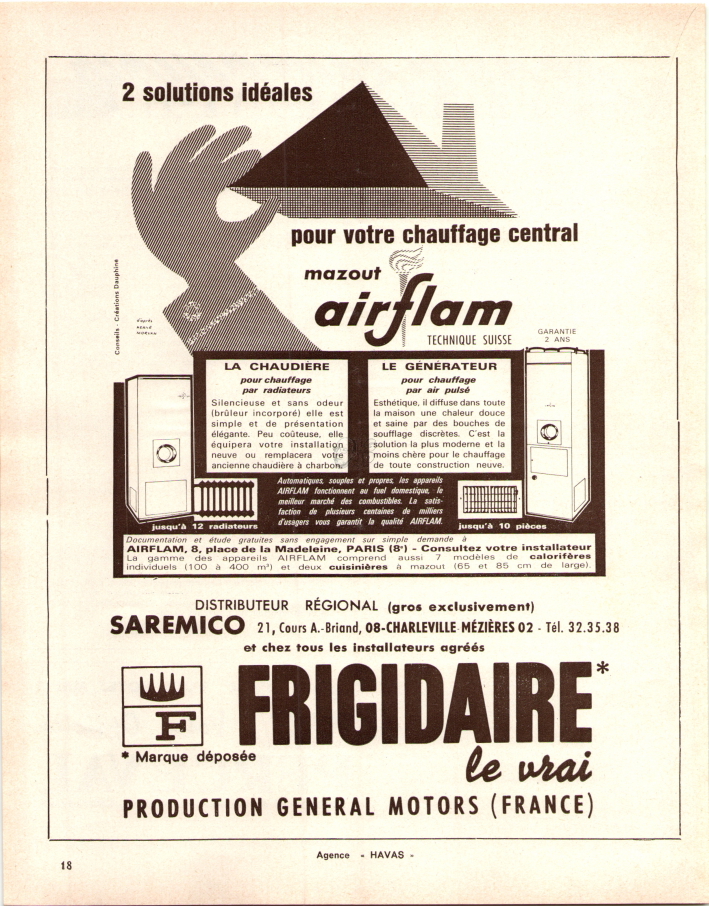 2 solutions idéales
pour votre chauffage central
mazout
airflam
TECHNIQUE SUISSE
GARANTIE
2 ANS
Conseils - Créations Dauphiné
d'après
HERVÉ
MORVAN
LA CHAUDIÈRE
pour chauffage
par radiateurs
Silencieuse et sans odeur
(brûleur incorporé) elle est
simple et de présentation
élégante. Peu coûteuse, elle
équipera votre installation
neuve ou remplacera votre
ancienne chaudière à charbon.
LE GÉNÉRATEUR
pour chauffage
par air pulsé
Esthétique, il diffuse dans toute
la maison une chaleur douce
et saine par des bouches de
soufflage discrètes. C'est la
solution la plus moderne et la
moins chère pour le chauffage
de toute construction neuve.
Automatiques, souples et propres, les appareils
AIRFLAM fonctionnent au fuel domestique, le
meilleur marché des combustibles. La satis-
faction de plusieurs centaines de milliers
d'usagers vous garantit la qualité AIRFLAM.
jusqu'à 12 radiateurs
jusqu'à 10 pièces
Documentation et étude gratuites sans engagement sur simple demande à
AIRFLAM, 8, place de la Madeleine, PARIS (8e) - Consultez votre installateur
La gamme des appareils AIRFLAM comprend aussi 7 modèles de calorifères
individuels (100 à 400 m³) et deux cuisinières à mazout (65 et 85 cm de large).
DISTRIBUTEUR RÉGIONAL (gros exclusivement)
SAREMICO 21, Cours A.-Briand, 08-CHARLEVILLE-MÉZIÈRES 02 - Tél. 32.35.38
et chez tous les installateurs agréés
F
FRIGIDAIRE*
* Marque déposée
le vrai
PRODUCTION GENERAL MOTORS (FRANCE)
Agence - HAVAS -
18